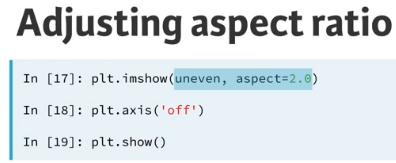 Adjusting aspect ratio
In [17]: plt.imshow(uneven, aspect=2.0)
In [18]: plt.axis('off')
In [19]: plt.show()